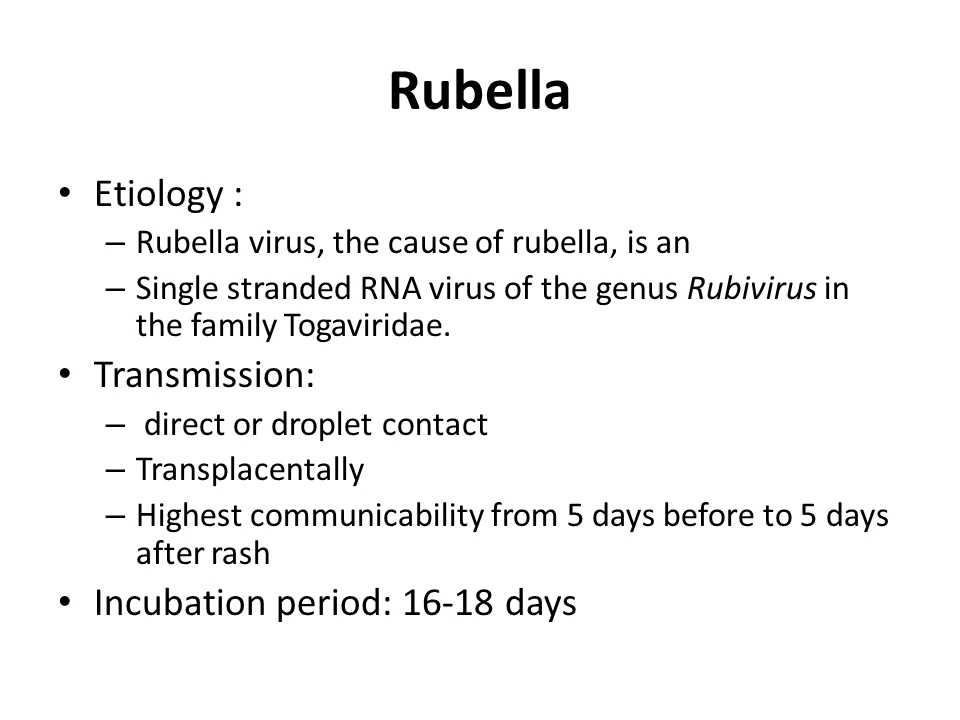 Rubella
• Etiology :
– Rubella virus, the cause of rubella, is an
– Single stranded RNA virus of the genus Rubivirus in
the family Togaviridae.
• Transmission:
– direct or droplet contact
– Transplacentally
– Highest communicability from 5 days before to 5 days
after rash
• Incubation period: 16-18 days